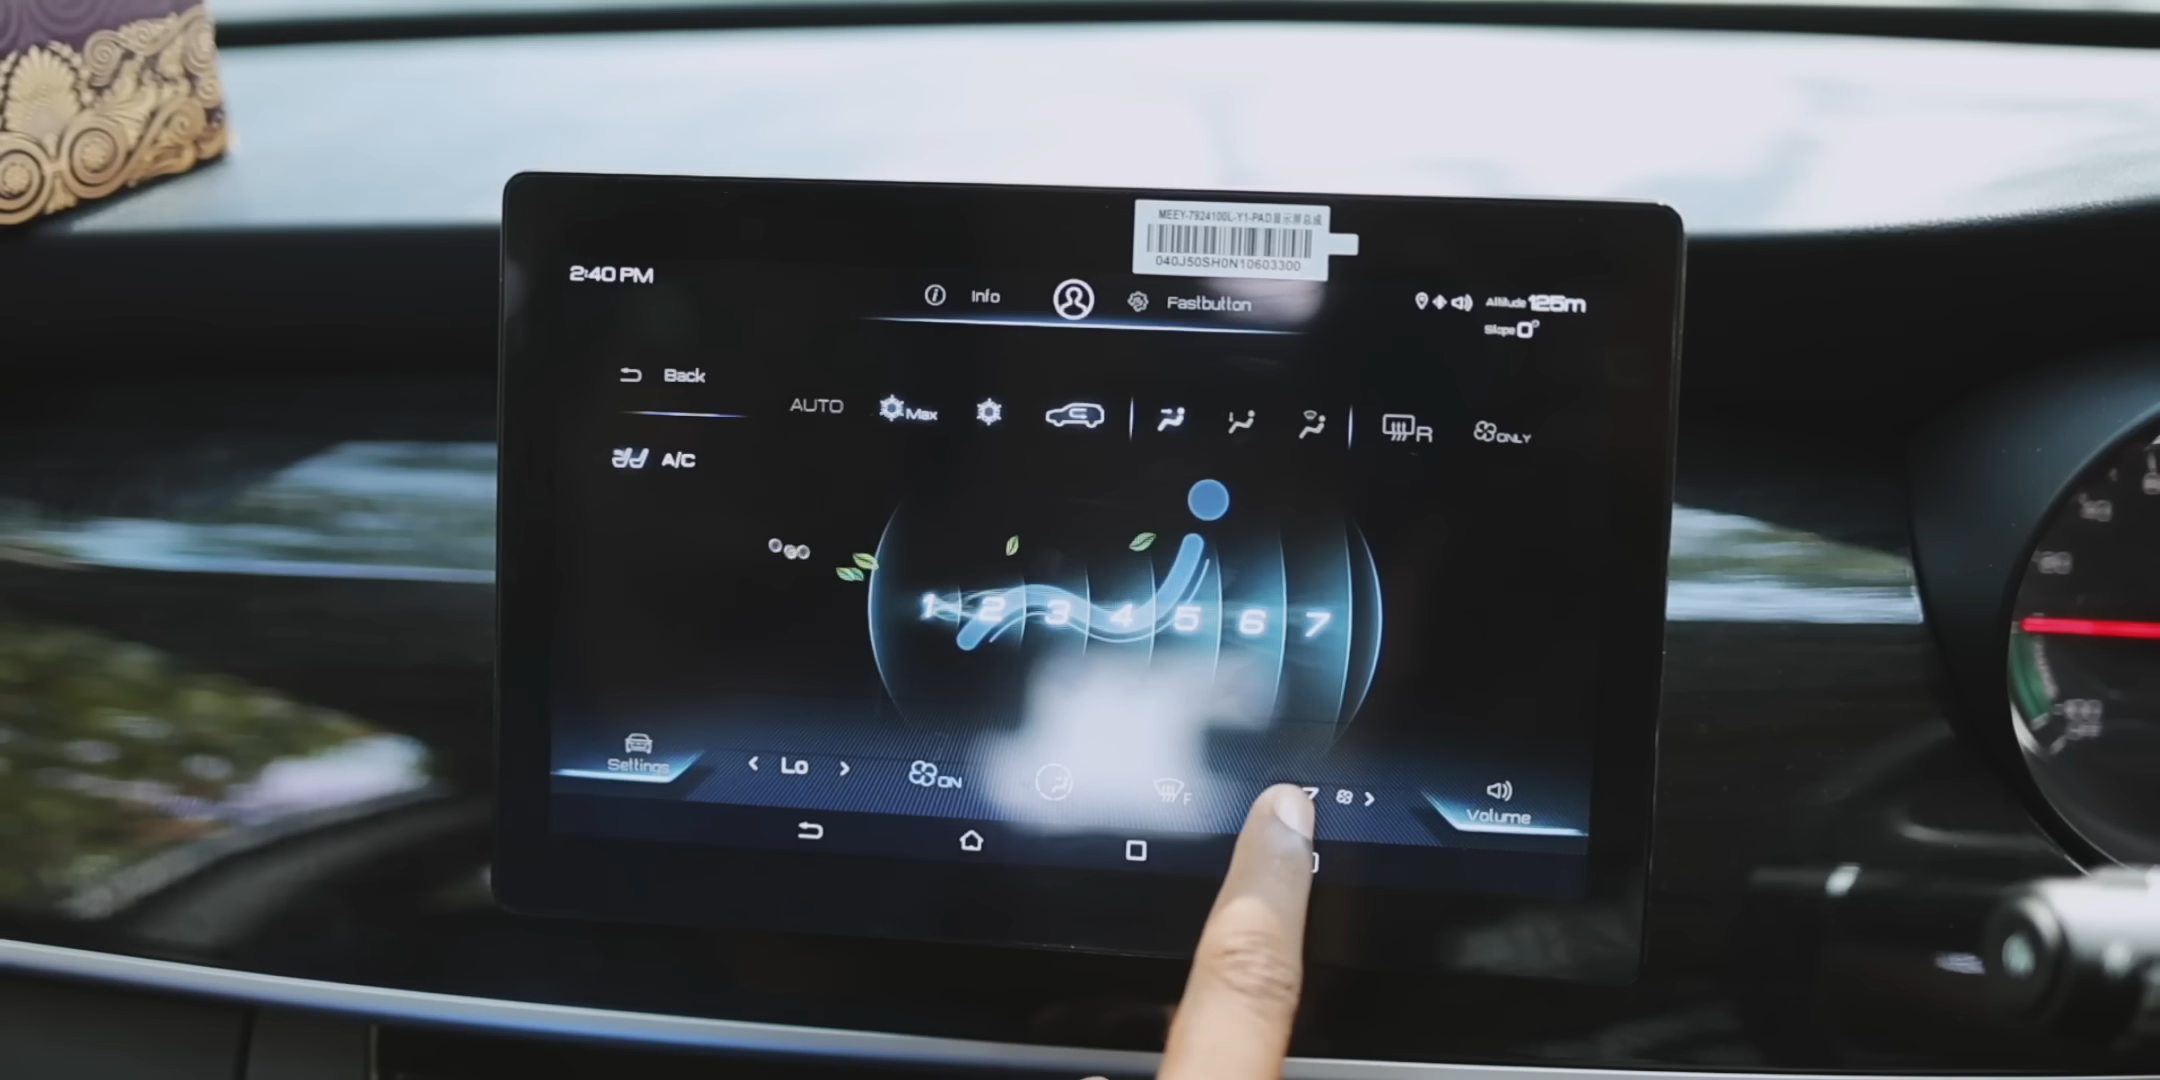 MEEY-7924100L-Y1-PAD显示屏总成
040J50SH0N10603300
2:40 PM
Info
Fastbutton
Altitude 125m
Slope 0°
Back
AUTO
Max
R
ONLY
A/C
1 2 3 4 5 6 7
Settings
Lo
ON
F
7
Volume